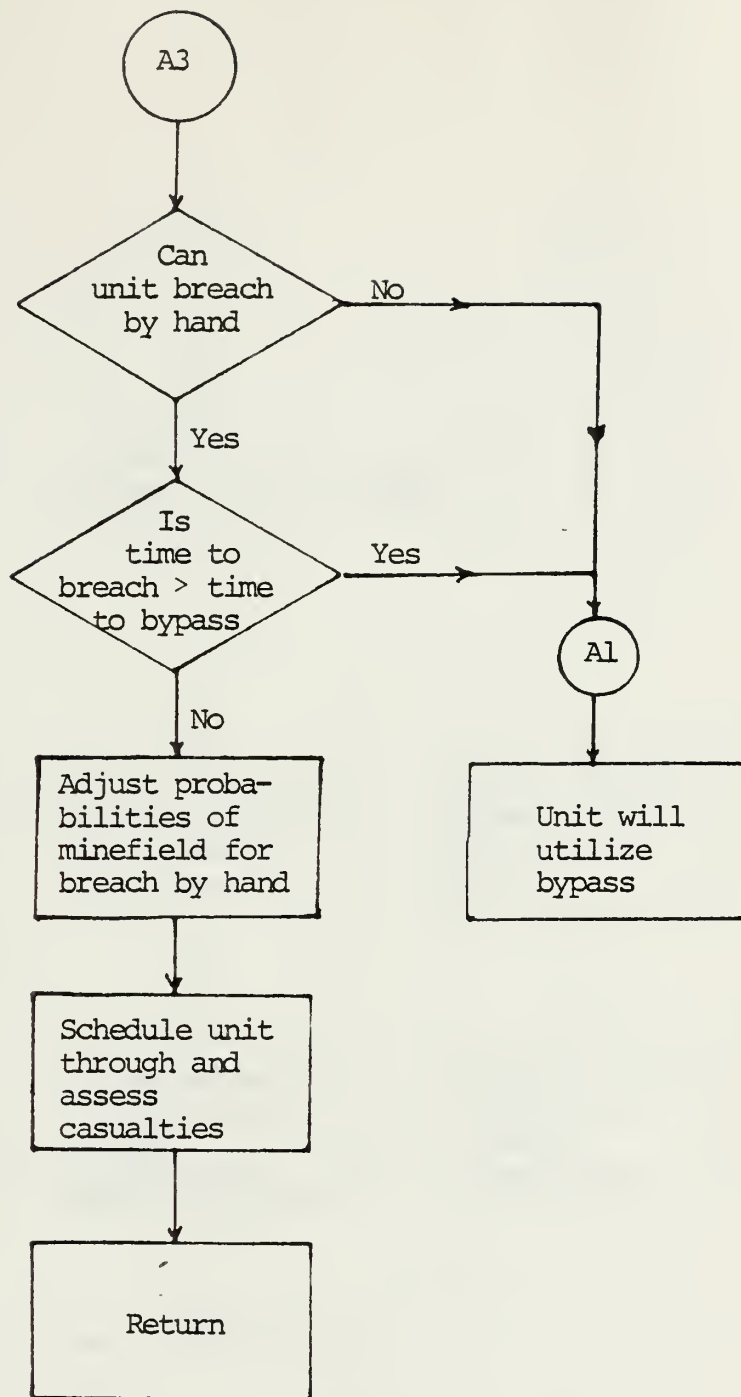 A3
Can
unit breach
by hand
No
Yes
Is
time to
breach > time
to bypass
Yes
A1
No
Adjust proba-
bilities of
minefield for
breach by hand
Unit will
utilize
bypass
Schedule unit
through and
assess
casualties
Return